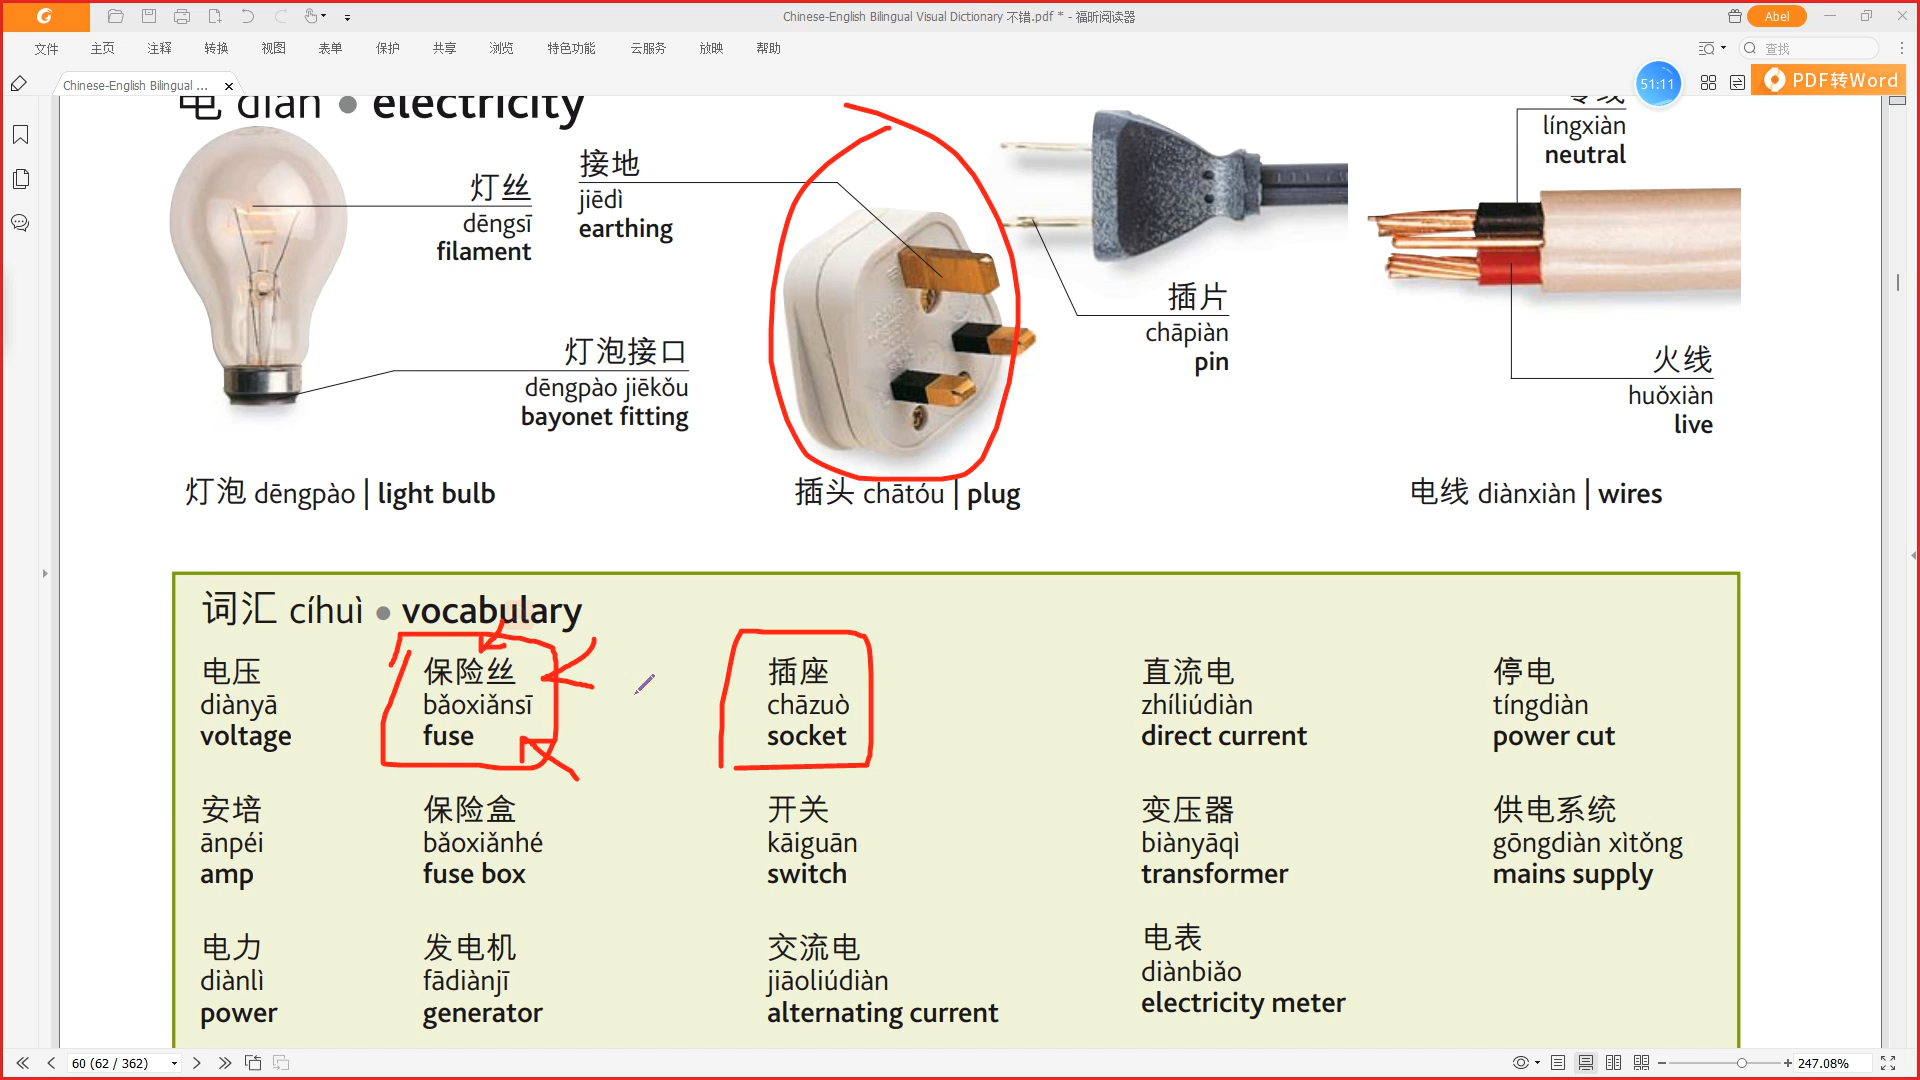 Chinese-English Bilingual Visual Dictionary 不错.pdf * - 福昕阅读器
Abel
文件 主页 注释 转换 视图 表单 保护 共享 浏览 特色功能 云服务 放映 帮助
查找
Chinese-English Bilingual ...
51:11
PDF转Word
电 diàn ● electricity
灯丝
dēngsī
filament
接地
jiēdì
earthing
零线
língxiàn
neutral
插片
chāpiàn
pin
灯泡接口
dēngpào jiēkǒu
bayonet fitting
火线
huǒxiàn
live
灯泡 dēngpào | light bulb
插头 chātóu | plug
电线 diànxiàn | wires
词汇 cíhuì ● vocabulary
电压
diànyā
voltage
保险丝
bǎoxiǎnsī
fuse
插座
chāzuò
socket
直流电
zhíliúdiàn
direct current
停电
tíngdiàn
power cut
安培
ānpéi
amp
保险盒
bǎoxiǎnhé
fuse box
开关
kāiguān
switch
变压器
biànyāqì
transformer
供电系统
gōngdiàn xìtǒng
mains supply
电力
diànlì
power
发电机
fādiànjī
generator
交流电
jiāoliúdiàn
alternating current
电表
diànbiǎo
electricity meter
60 (62 / 362)
247.08%